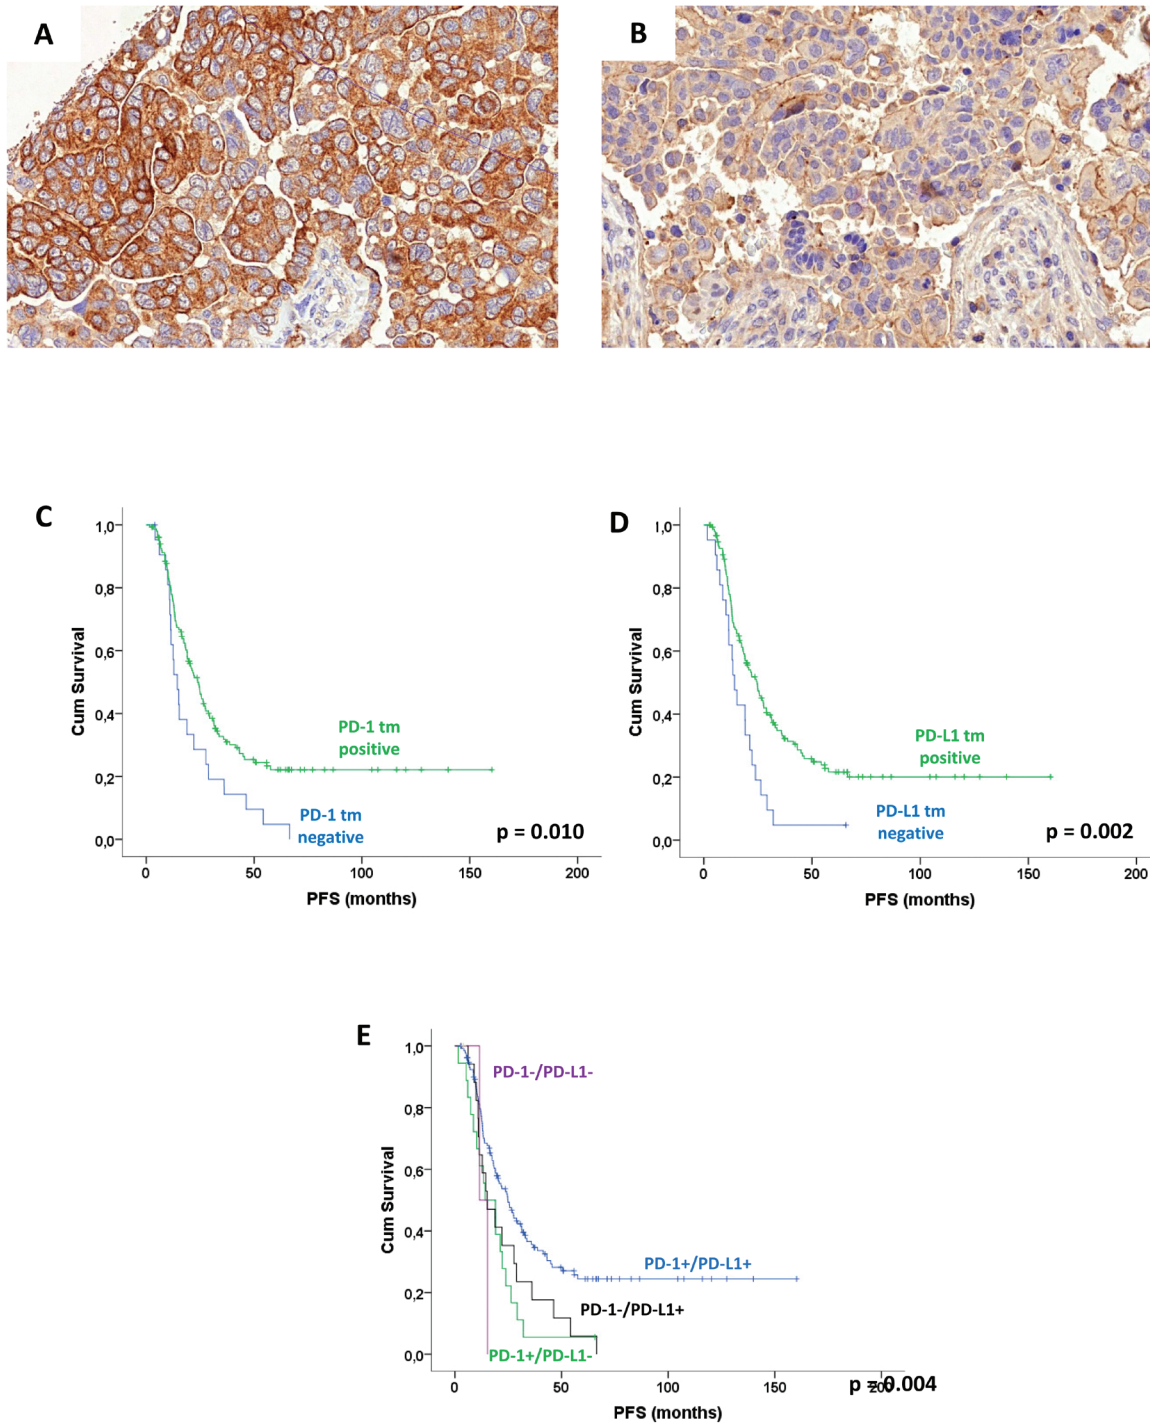 A
B
C
1,0
0,8
0,6
0,4
0,2
0,0
Cum Survival
PD-1 tm
positive
PD-1 tm
negative
p = 0.010
0
50
100
150
200
PFS (months)
D
1,0
0,8
0,6
0,4
0,2
0,0
Cum Survival
PD-L1 tm
positive
PD-L1 tm
negative
p = 0.002
0
50
100
150
200
PFS (months)
E
1,0
0,8
0,6
0,4
0,2
0,0
Cum Survival
PD-1-/PD-L1-
PD-1+/PD-L1+
PD-1-/PD-L1+
PD-1+/PD-L1-
0
50
100
150
200
p = 0.004
PFS (months)